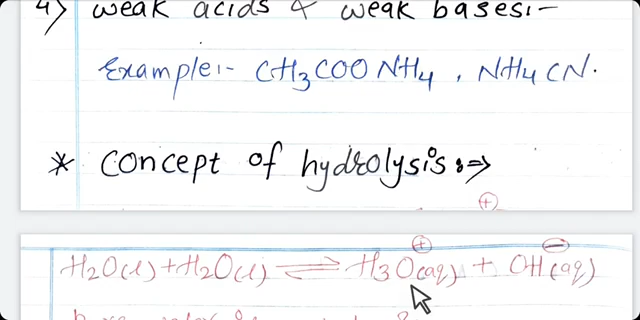 4) weak acids & weak bases:-
Example:- CH3COONH4, NH4CN.
* Concept of hydrolysis:⇒
H2O(l) + H2O(l) ⇌ H3O⊕(aq) + OH⊖(aq)